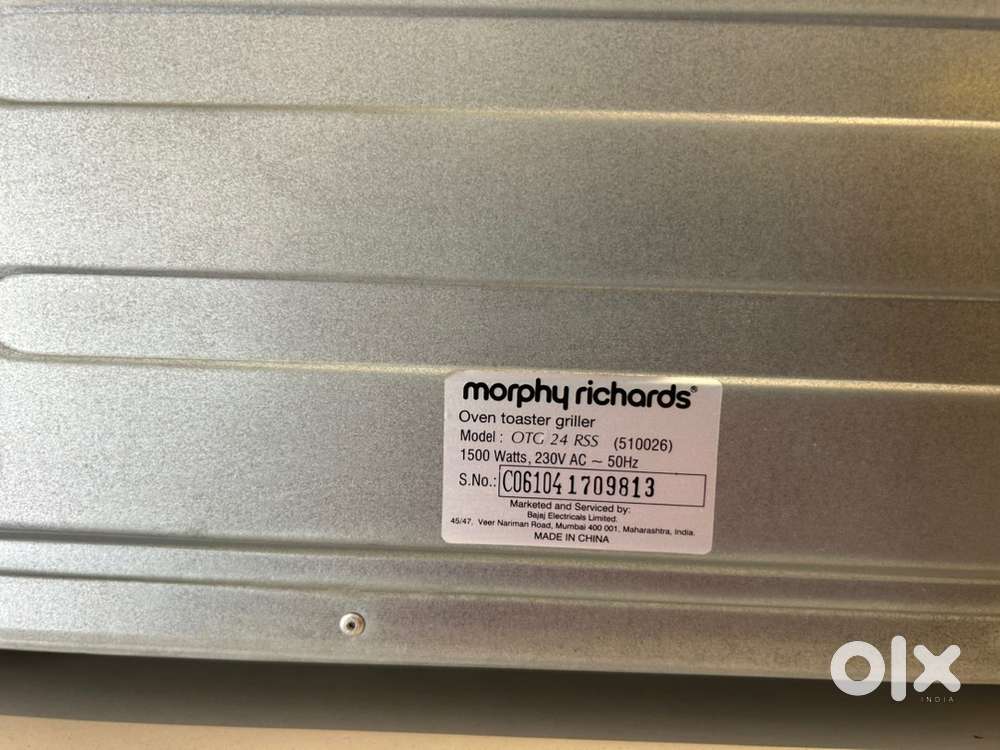 morphy richards®
Oven toaster griller
Model : OTG 24 RSS (510026)
1500 Watts, 230V AC ~ 50Hz
S.No.: C061041709813
Marketed and Serviced by:
Bajaj Electricals Limited.
45/47, Veer Nariman Road, Mumbai 400 001, Maharashtra, India.
MADE IN CHINA
olx
INDIA